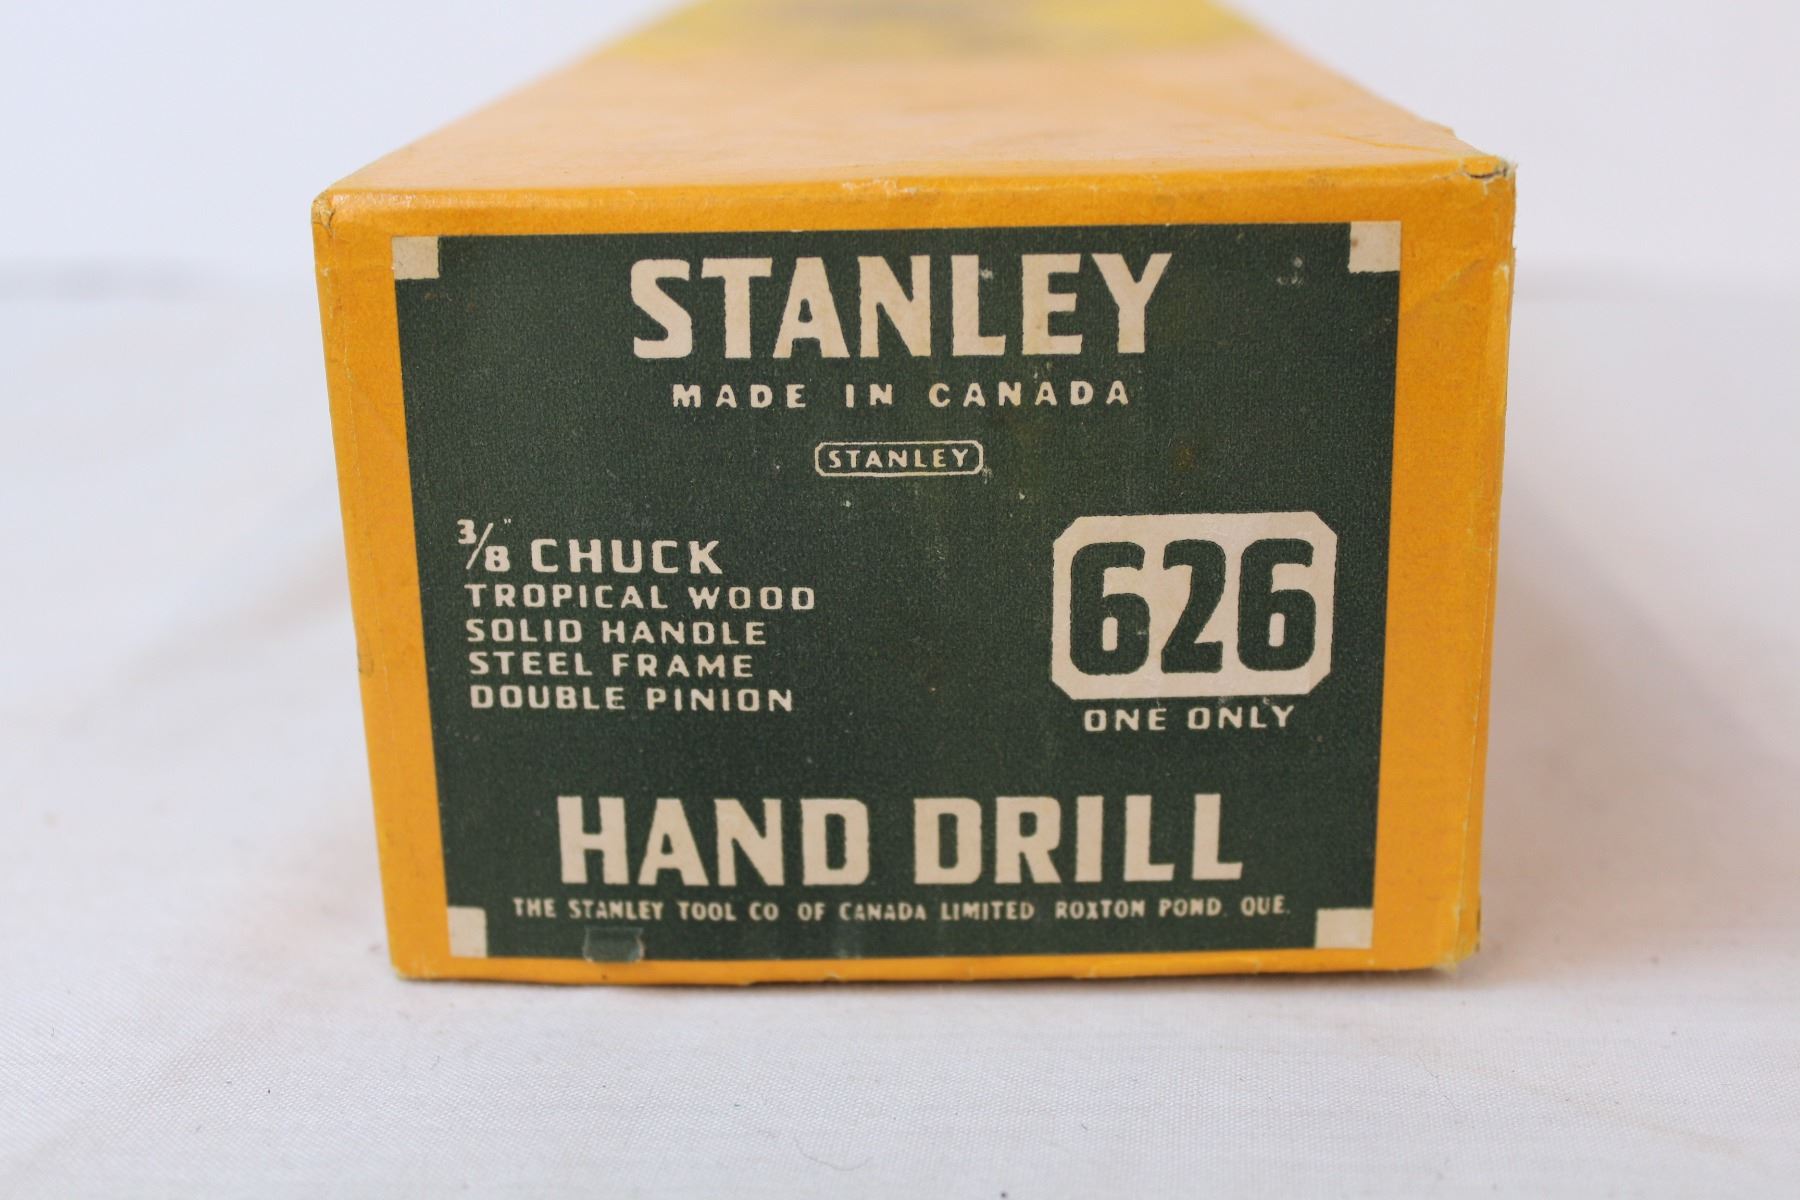 STANLEY
MADE IN CANADA
STANLEY
3/8" CHUCK
TROPICAL WOOD
SOLID HANDLE
STEEL FRAME
DOUBLE PINION
626
ONE ONLY
HAND DRILL
THE STANLEY TOOL CO OF CANADA LIMITED ROXTON POND QUE.